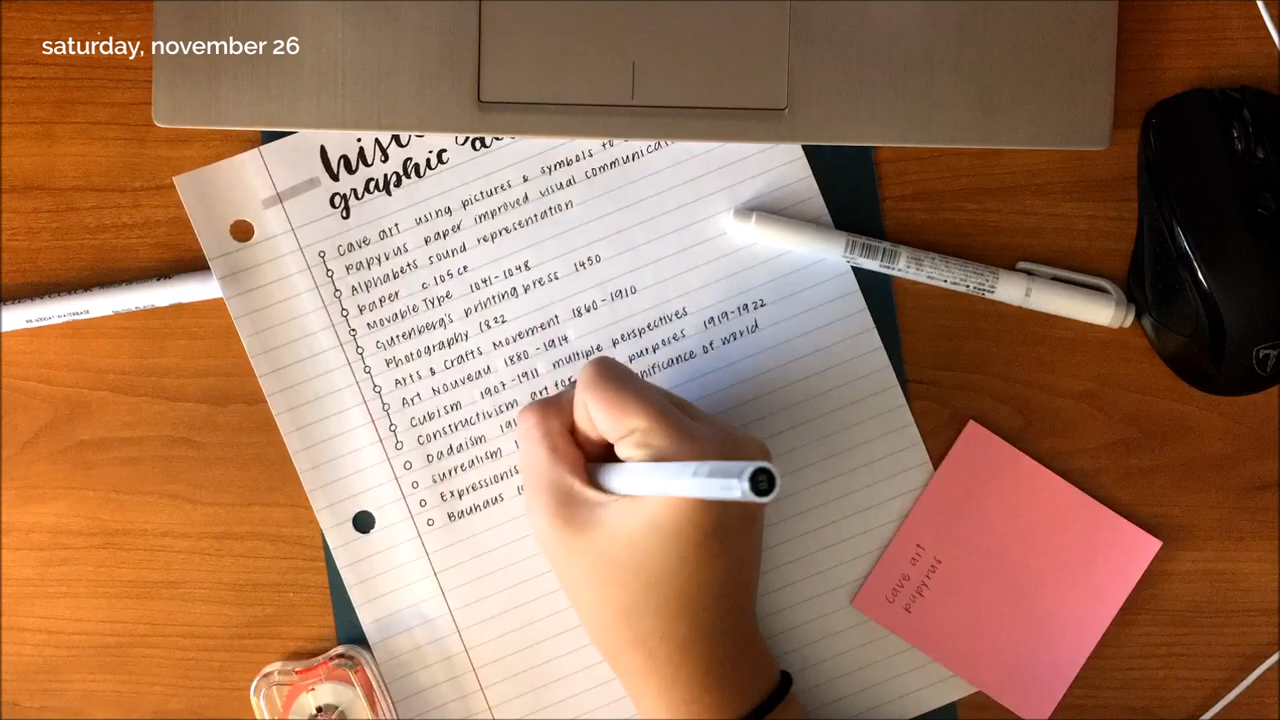 saturday, november 26
graphic
cave art using pictures & symbols to
papyrus paper improved visual
Alphabets sound representation
paper c.105 ce
Movable Type 1041-1048
Gutenberg's printing press 1450
photography 1822
Arts & Crafts Movement 1860-1910
Art Nouveau 1880-1914
Cubism 1907-1911 multiple perspectives
Constructivism art for purposes 1919-1922
Dadaism of world
Surrealism
Bauhaus
cave art
papyrus